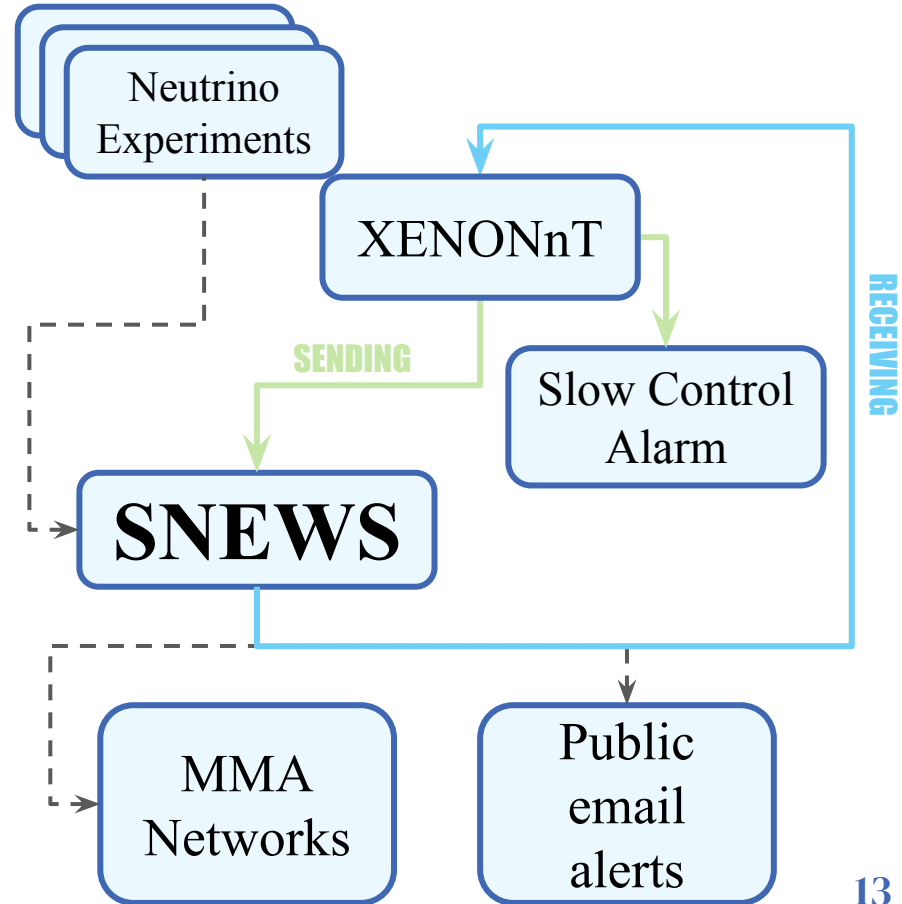 Neutrino
Experiments
XENONnT
RECEIVING
SENDING
Slow Control
Alarm
SNEWS
MMA
Networks
Public
email
alerts
13